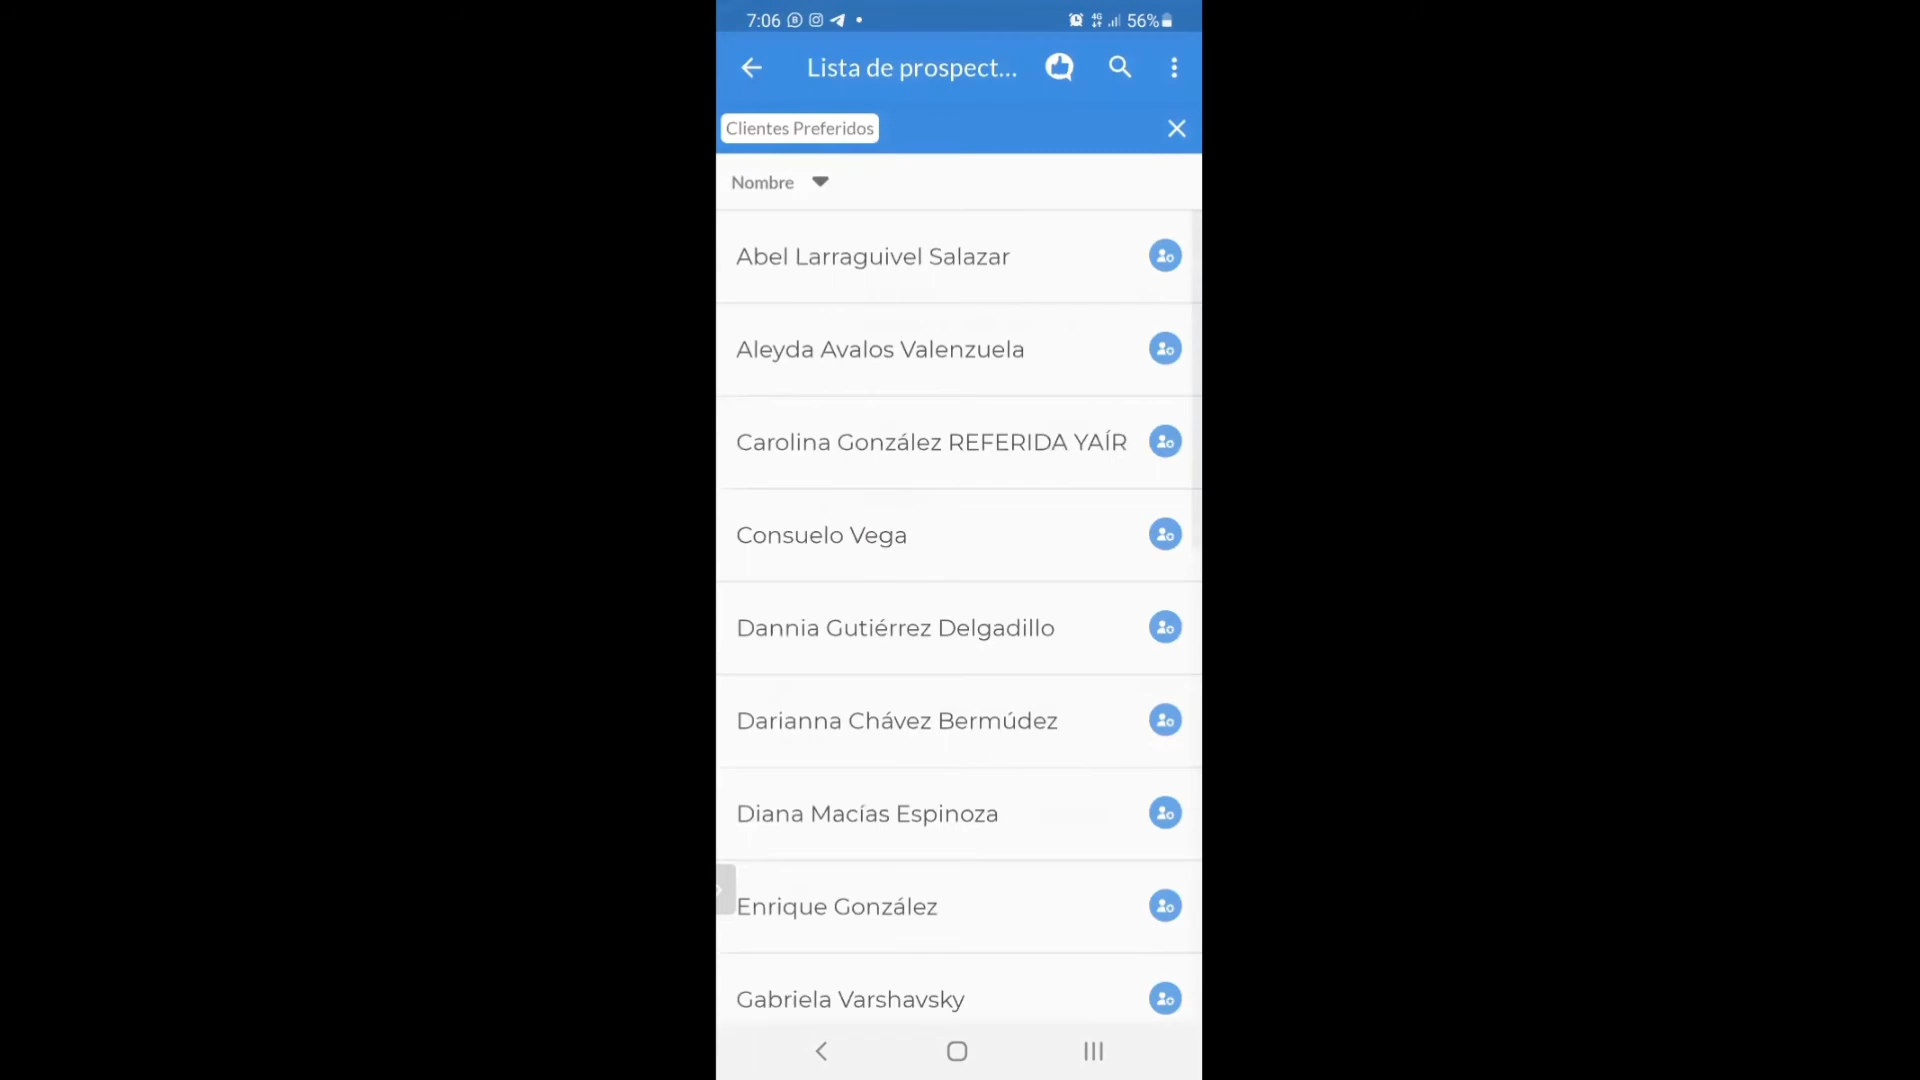 7:06 56%
Lista de prospect...
Clientes Preferidos
Nombre
Abel Larraguivel Salazar
Aleyda Avalos Valenzuela
Carolina González REFERIDA YAÍR
Consuelo Vega
Dannia Gutiérrez Delgadillo
Darianna Chávez Bermúdez
Diana Macías Espinoza
Enrique González
Gabriela Varshavsky